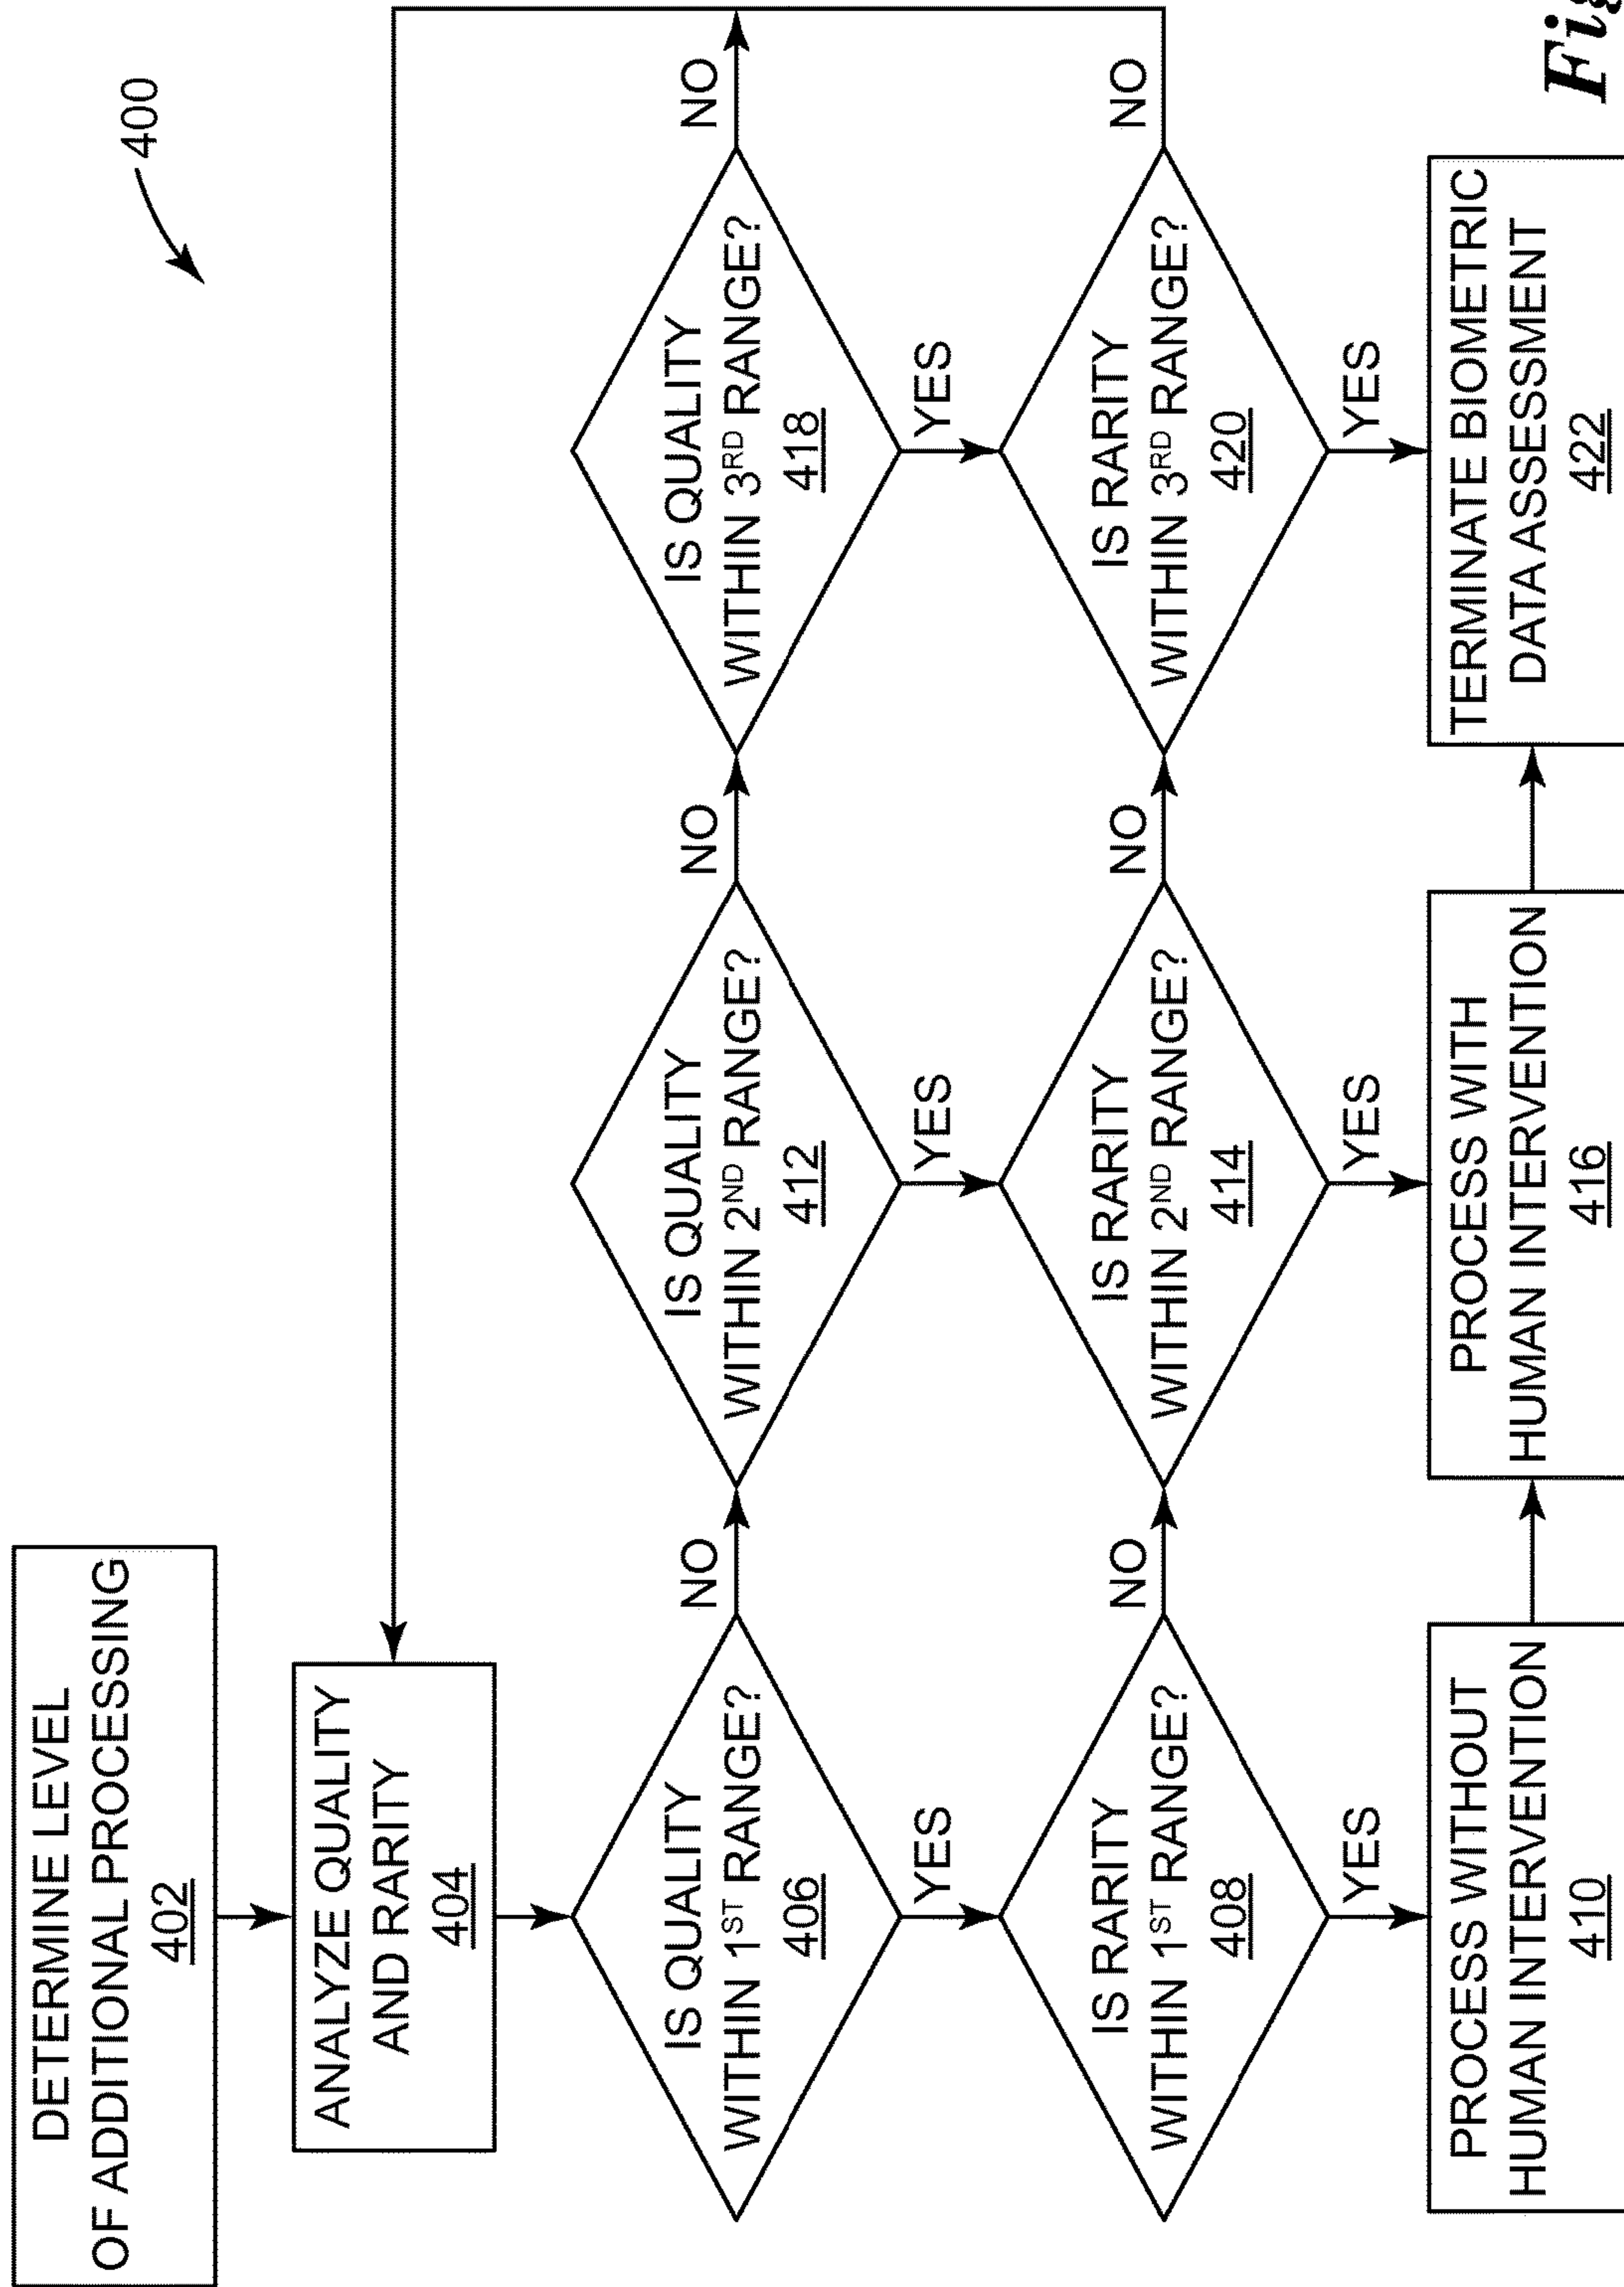 400
DETERMINE LEVEL
OF ADDITIONAL PROCESSING
402
ANALYZE QUALITY
AND RARITY
404
IS QUALITY
WITHIN 1ST RANGE?
406
NO
IS QUALITY
WITHIN 2ND RANGE?
412
NO
IS QUALITY
WITHIN 3RD RANGE?
418
NO
YES
YES
YES
IS RARITY
WITHIN 1ST RANGE?
408
NO
IS RARITY
WITHIN 2ND RANGE?
414
NO
IS RARITY
WITHIN 3RD RANGE?
420
NO
YES
YES
YES
PROCESS WITHOUT
HUMAN INTERVENTION
410
PROCESS WITH
HUMAN INTERVENTION
416
TERMINATE BIOMETRIC
DATA ASSESSMENT
422